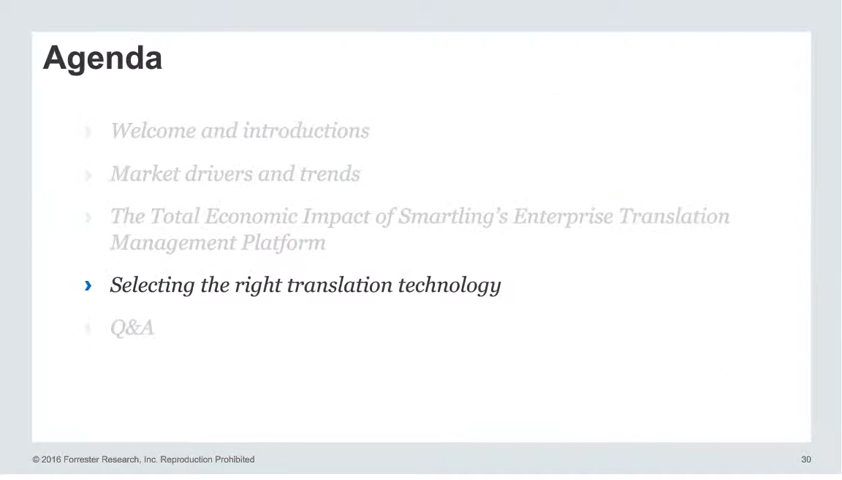 Agenda
› Welcome and introductions
› Market drivers and trends
› The Total Economic Impact of Smartling's Enterprise Translation
Management Platform
› Selecting the right translation technology
› Q&A
© 2016 Forrester Research, Inc. Reproduction Prohibited
30